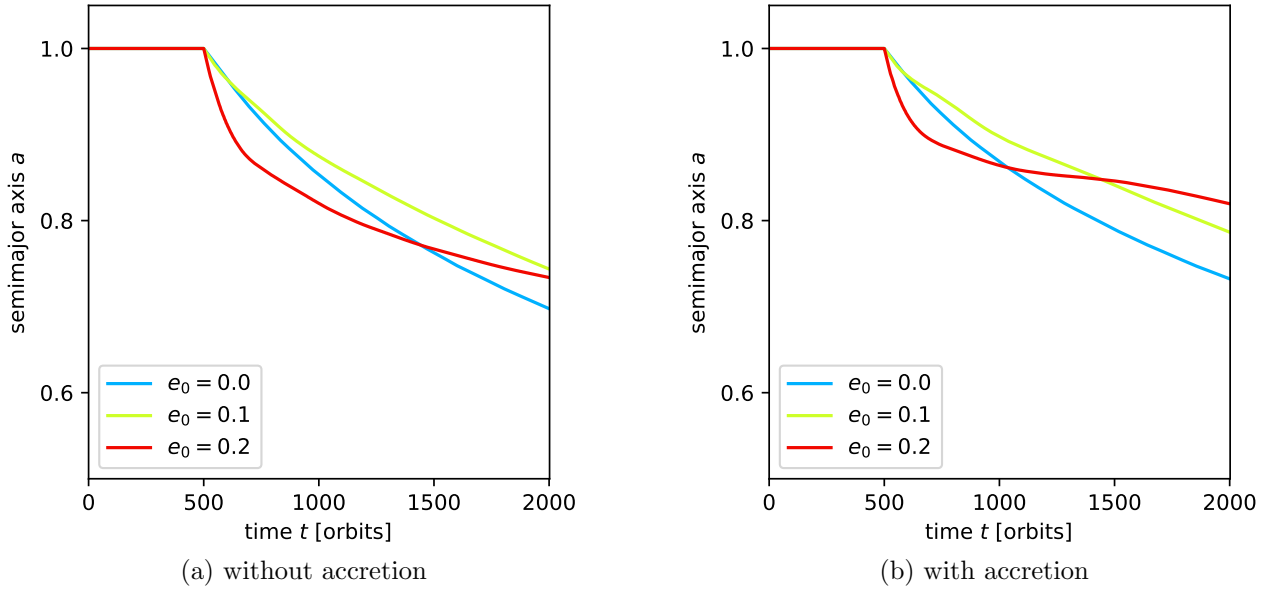 1.0
0.8
0.6
semimajor axis a
e₀ = 0.0
e₀ = 0.1
e₀ = 0.2
0 500 1000 1500 2000
time t [orbits]
(a) without accretion
1.0
0.8
0.6
semimajor axis a
e₀ = 0.0
e₀ = 0.1
e₀ = 0.2
0 500 1000 1500 2000
time t [orbits]
(b) with accretion